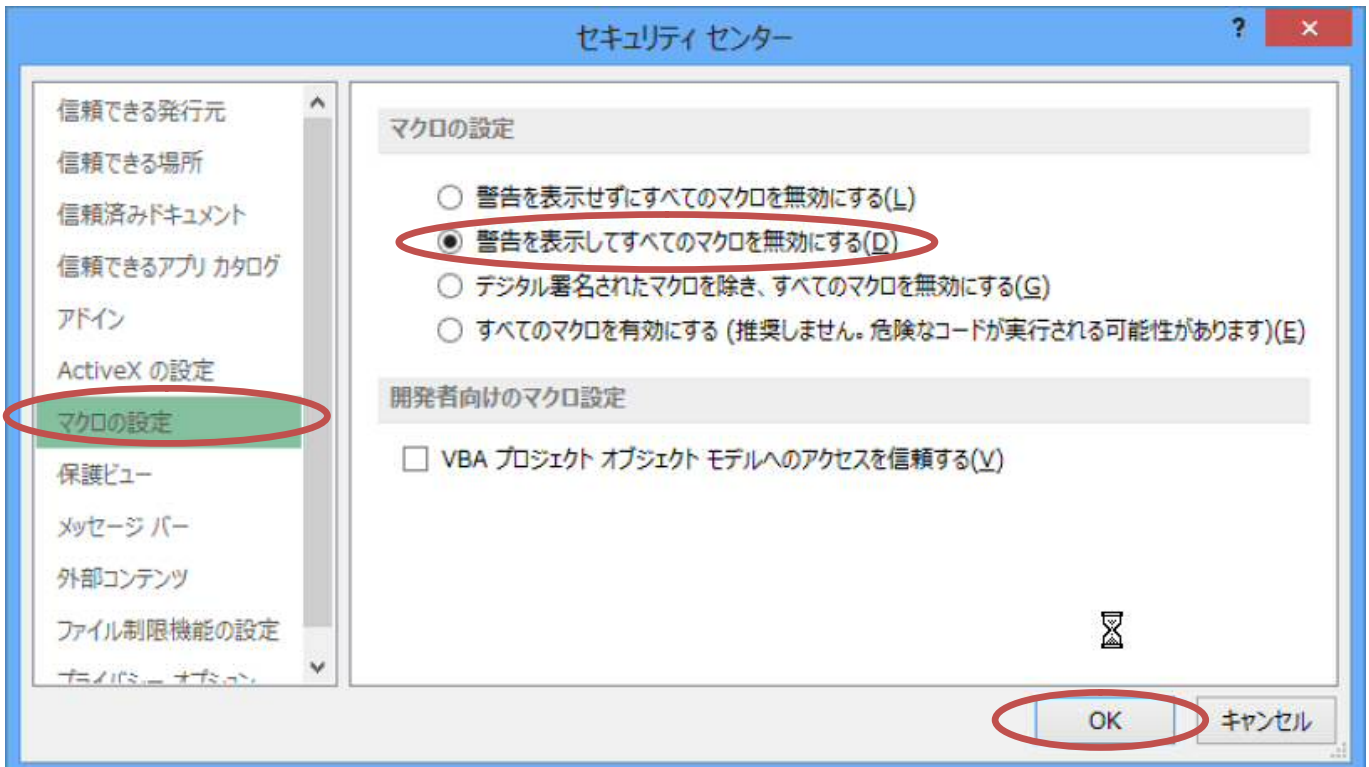 セキュリティ センター
?
信頼できる発行元
信頼できる場所
信頼済みドキュメント
信頼できるアプリ カタログ
アドイン
ActiveX の設定
マクロの設定
保護ビュー
メッセージ バー
外部コンテンツ
ファイル制限機能の設定
プライバシー オプション
マクロの設定
警告を表示せずにすべてのマクロを無効にする(L)
警告を表示してすべてのマクロを無効にする(D)
デジタル署名されたマクロを除き、すべてのマクロを無効にする(G)
すべてのマクロを有効にする (推奨しません。危険なコードが実行される可能性があります)(E)
開発者向けのマクロ設定
VBA プロジェクト オブジェクト モデルへのアクセスを信頼する(V)
OK
キャンセル